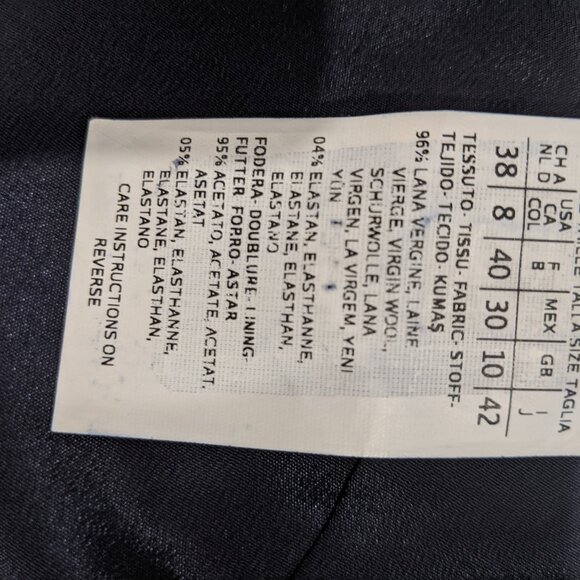 TALLA SIZE TAGLIA
CH A USA F MEX GB I
NL D CA B J
COL
38 8 40 30 10 42
TESSUTO- TISSU- FABRIC- STOFF-
TEJIDO- TECIDO- KUMAŞ
96% LANA VERGINE, LAINE
VIERGE, VIRGIN WOOL,
SCHURWOLLE, LANA
VIRGEN, LA VIRGEM, YENI
YÜN
04% ELASTAN, ELASTHANNE,
ELASTANE, ELASTHAN,
ELASTANO
FODERA- DOUBLURE- LINING-
FUTTER- FOPRO- ASTAR
95% ACETATO, ACETATE, ACETAT,
ASETAT
05% ELASTAN, ELASTHANNE,
ELASTANE, ELASTHAN,
ELASTANO
CARE INSTRUCTIONS ON
REVERSE